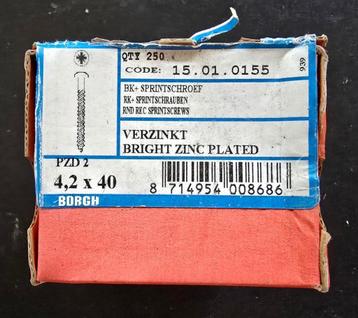 QTY 250
CODE: 15.01.0155
939
BK+ SPRINTSCHROEF
RK+ SPRINTSCHRAUBEN
RND REC SPRINTSCREWS
VERZINKT
BRIGHT ZINC PLATED
PZD 2
4,2 x 40
8 714954 008686
BORGH